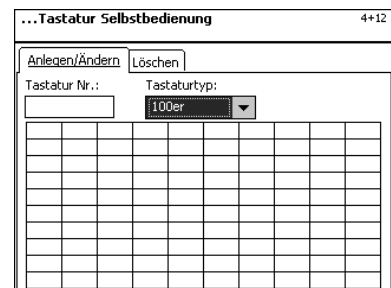 ...Tastatur Selbstbedienung 4+12
Anlegen/Ändern Löschen
Tastatur Nr.: Tastaturtyp:
100er